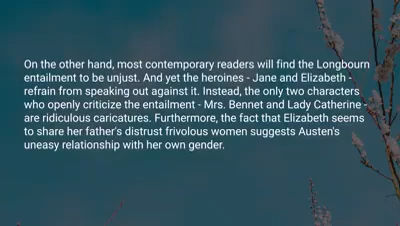 On the other hand, most contemporary readers will find the Longbourn
entailment to be unjust. And yet the heroines - Jane and Elizabeth -
refrain from speaking out against it. Instead, the only two characters
who openly criticize the entailment - Mrs. Bennet and Lady Catherine -
are ridiculous caricatures. Furthermore, the fact that Elizabeth seems
to share her father's distrust frivolous women suggests Austen's
uneasy relationship with her own gender.